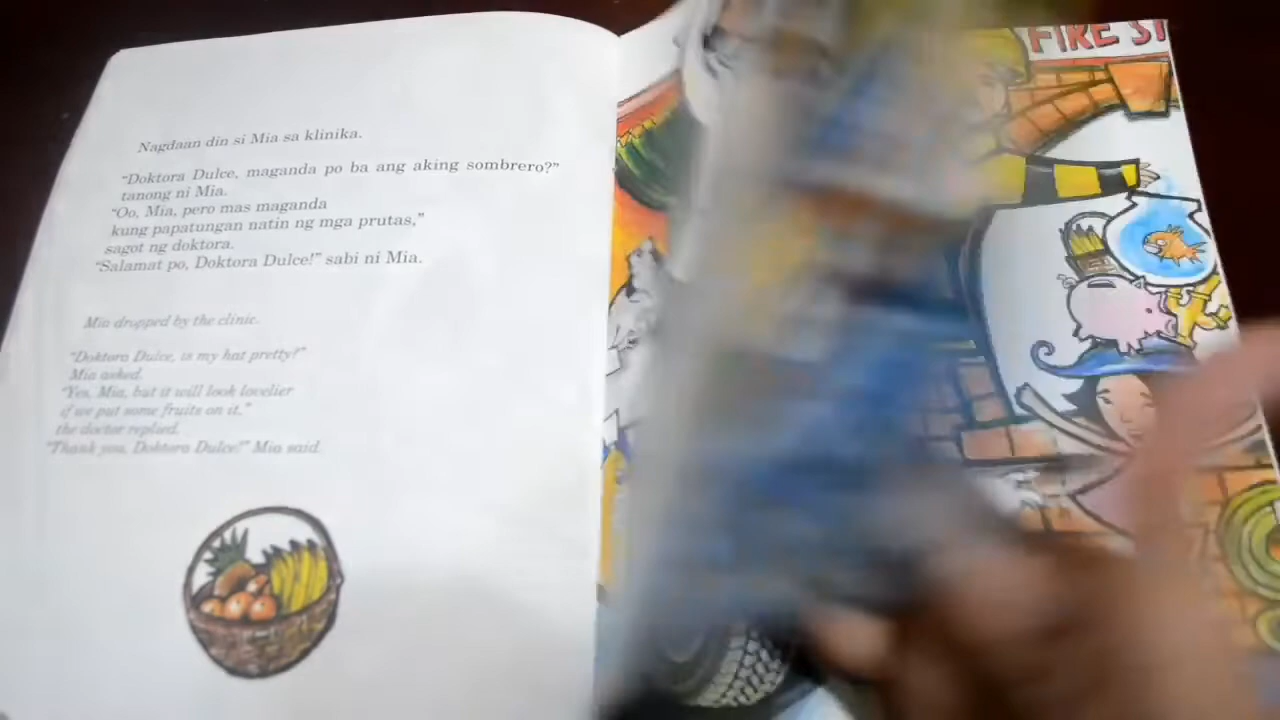 Nagdaan din si Mia sa klinika.
“Doktora Dulce, maganda po ba ang aking sombrero?”
tanong ni Mia.
“Oo, Mia, pero mas maganda
kung papatungan natin ng mga prutas,”
sagot ng doktora.
“Salamat po, Doktora Dulce!” sabi ni Mia.
Mia dropped by the clinic.
“Doktora Dulce, is my hat pretty?”
Mia asked.
“Yes, Mia, but it will look lovelier
if we put some fruits on it,”
the doctor replied.
“Thank you, Doktora Dulce!” Mia said.
FIRE